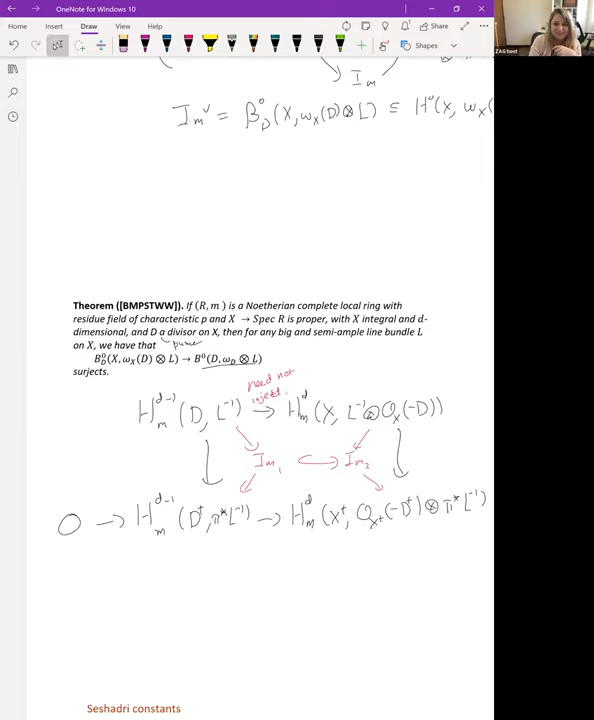 OneNote for Windows 10
Home Insert Draw View Share
Shapes
ZAG host
Im
Im^∨ = B^0_D(X, ω_X(D)⊗L) ⊆ H^0(X, ω_X(
Theorem ([BMPSTWW]). If (R, m) is a Noetherian complete local ring with
residue field of characteristic p and X → Spec R is proper, with X integral and d-
dimensional, and D a divisor on X, then for any big and semi-ample line bundle L
on X, we have that prime
B^0_D(X, ω_X(D) ⊗ L) → B^0(D, ω_D ⊗ L)
surjects.
need not
inject.
H^{d-1}_m(D, L^{-1}) → H^d_m(X, L^{-1}⊗O_X(-D))
Im_1 ↪ Im_2
0 → H^{d-1}_m(D^+, π*L^{-1}) → H^d_m(X^+, O_{X^+}(-D^+)⊗π*L^{-1})
Seshadri constants